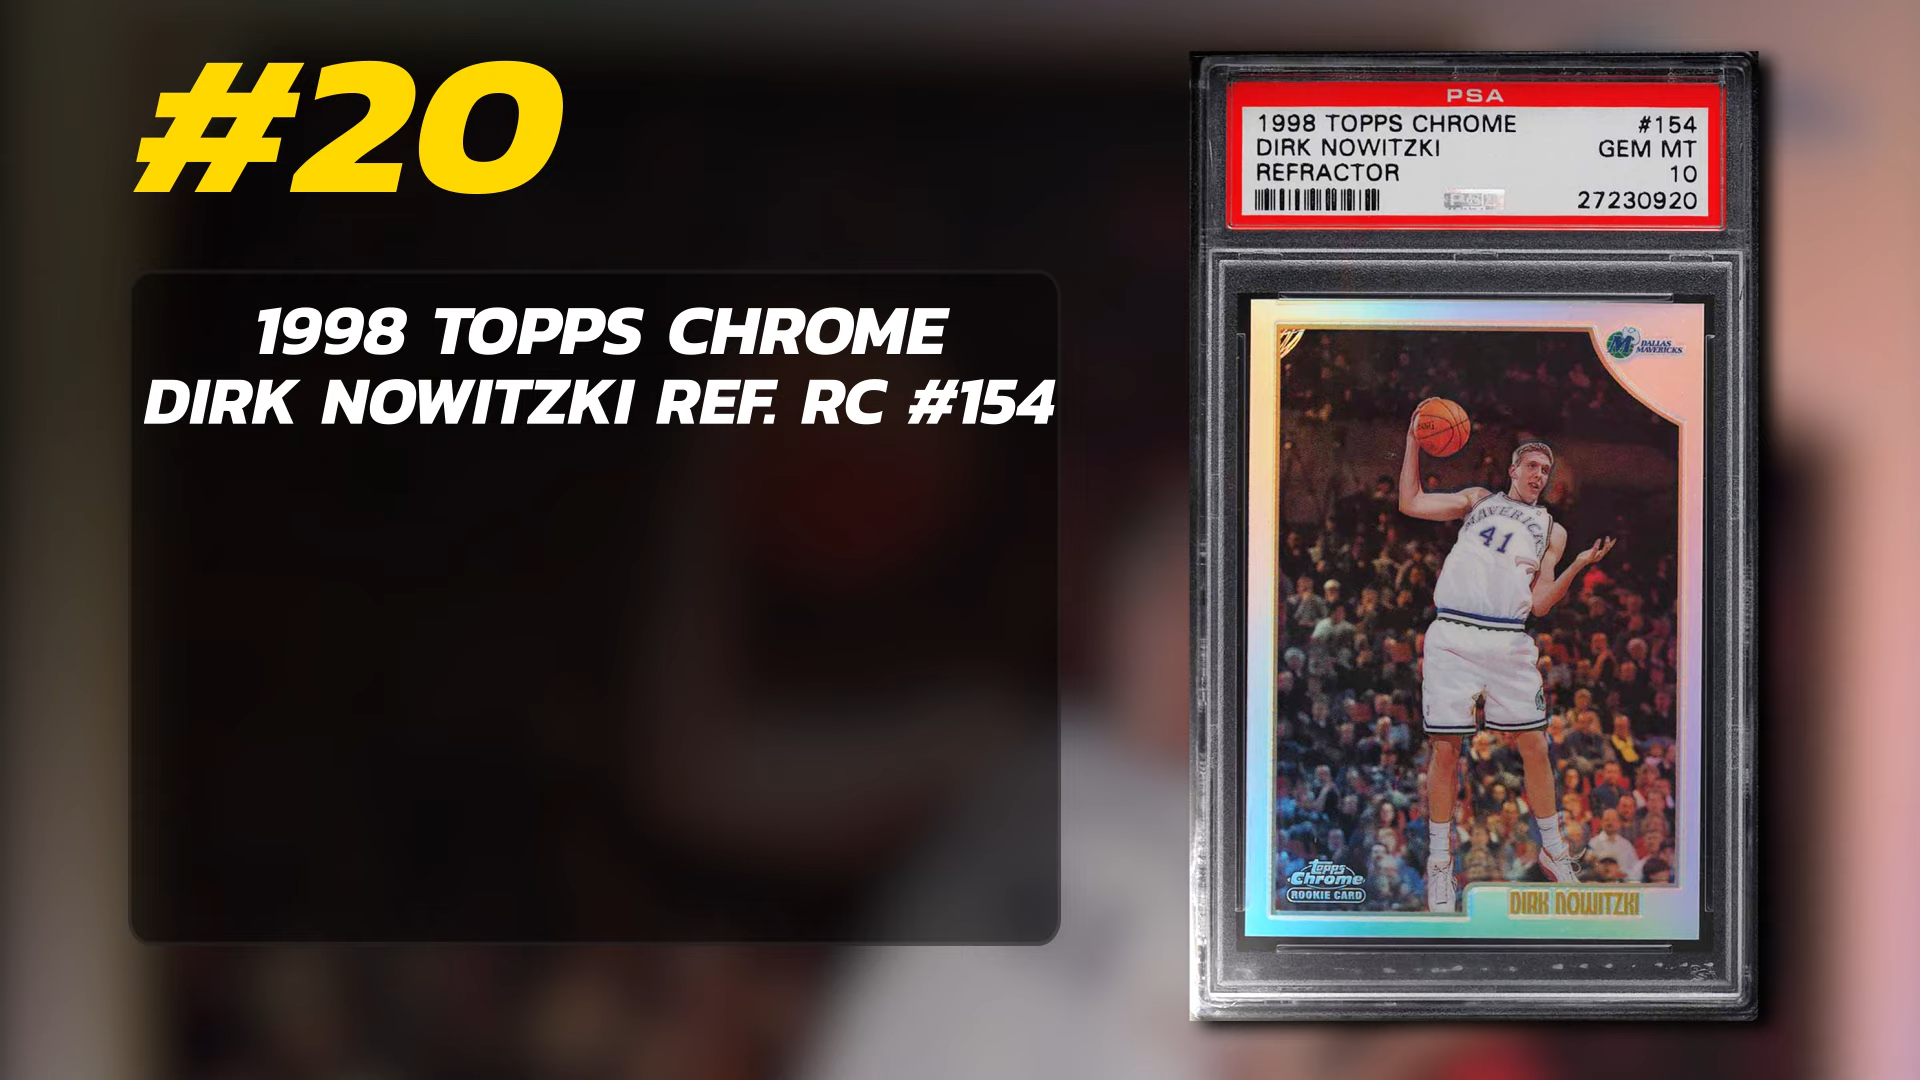 #20
1998 TOPPS CHROME
DIRK NOWITZKI REF. RC #154
PSA
1998 TOPPS CHROME #154
DIRK NOWITZKI GEM MT
REFRACTOR 10
27230920
DALLAS
MAVERICKS
MAVERICKS
41
Topps
Chrome
ROOKIE CARD
DIRK NOWITZKI